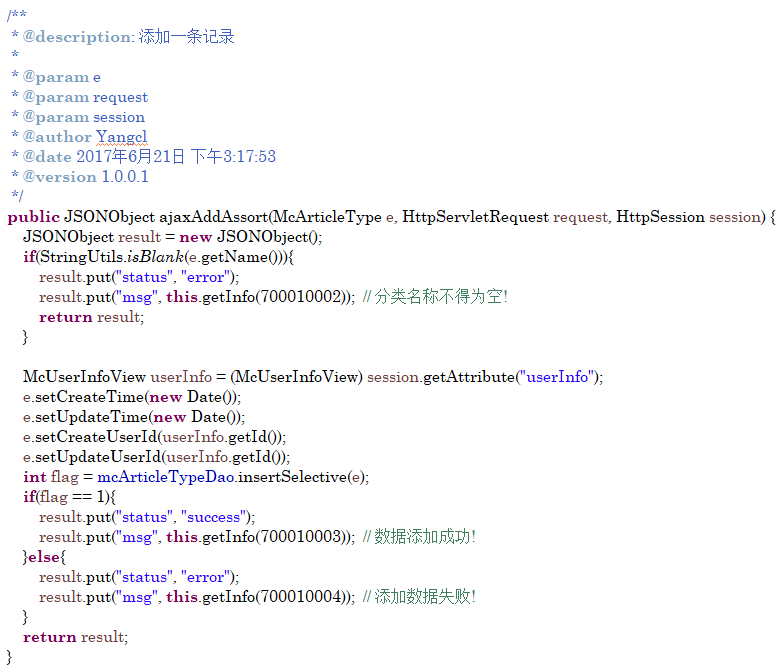 /**
 * @description: 添加一条记录
 *
 * @param e
 * @param request
 * @param session
 * @author Yangcl
 * @date 2017年6月21日 下午3:17:53
 * @version 1.0.0.1
 */
public JSONObject ajaxAddAssort(McArticleType e, HttpServletRequest request, HttpSession session) {
    JSONObject result = new JSONObject();
    if(StringUtils.isBlank(e.getName())){
        result.put("status", "error");
        result.put("msg", this.getInfo(700010002)); // 分类名称不得为空!
        return result;
    }

    McUserInfoView userInfo = (McUserInfoView) session.getAttribute("userInfo");
    e.setCreateTime(new Date());
    e.setUpdateTime(new Date());
    e.setCreateUserId(userInfo.getId());
    e.setUpdateUserId(userInfo.getId());
    int flag = mcArticleTypeDao.insertSelective(e);
    if(flag == 1){
        result.put("status", "success");
        result.put("msg", this.getInfo(700010003)); // 数据添加成功!
    }else{
        result.put("status", "error");
        result.put("msg", this.getInfo(700010004)); // 添加数据失败!
    }
    return result;
}